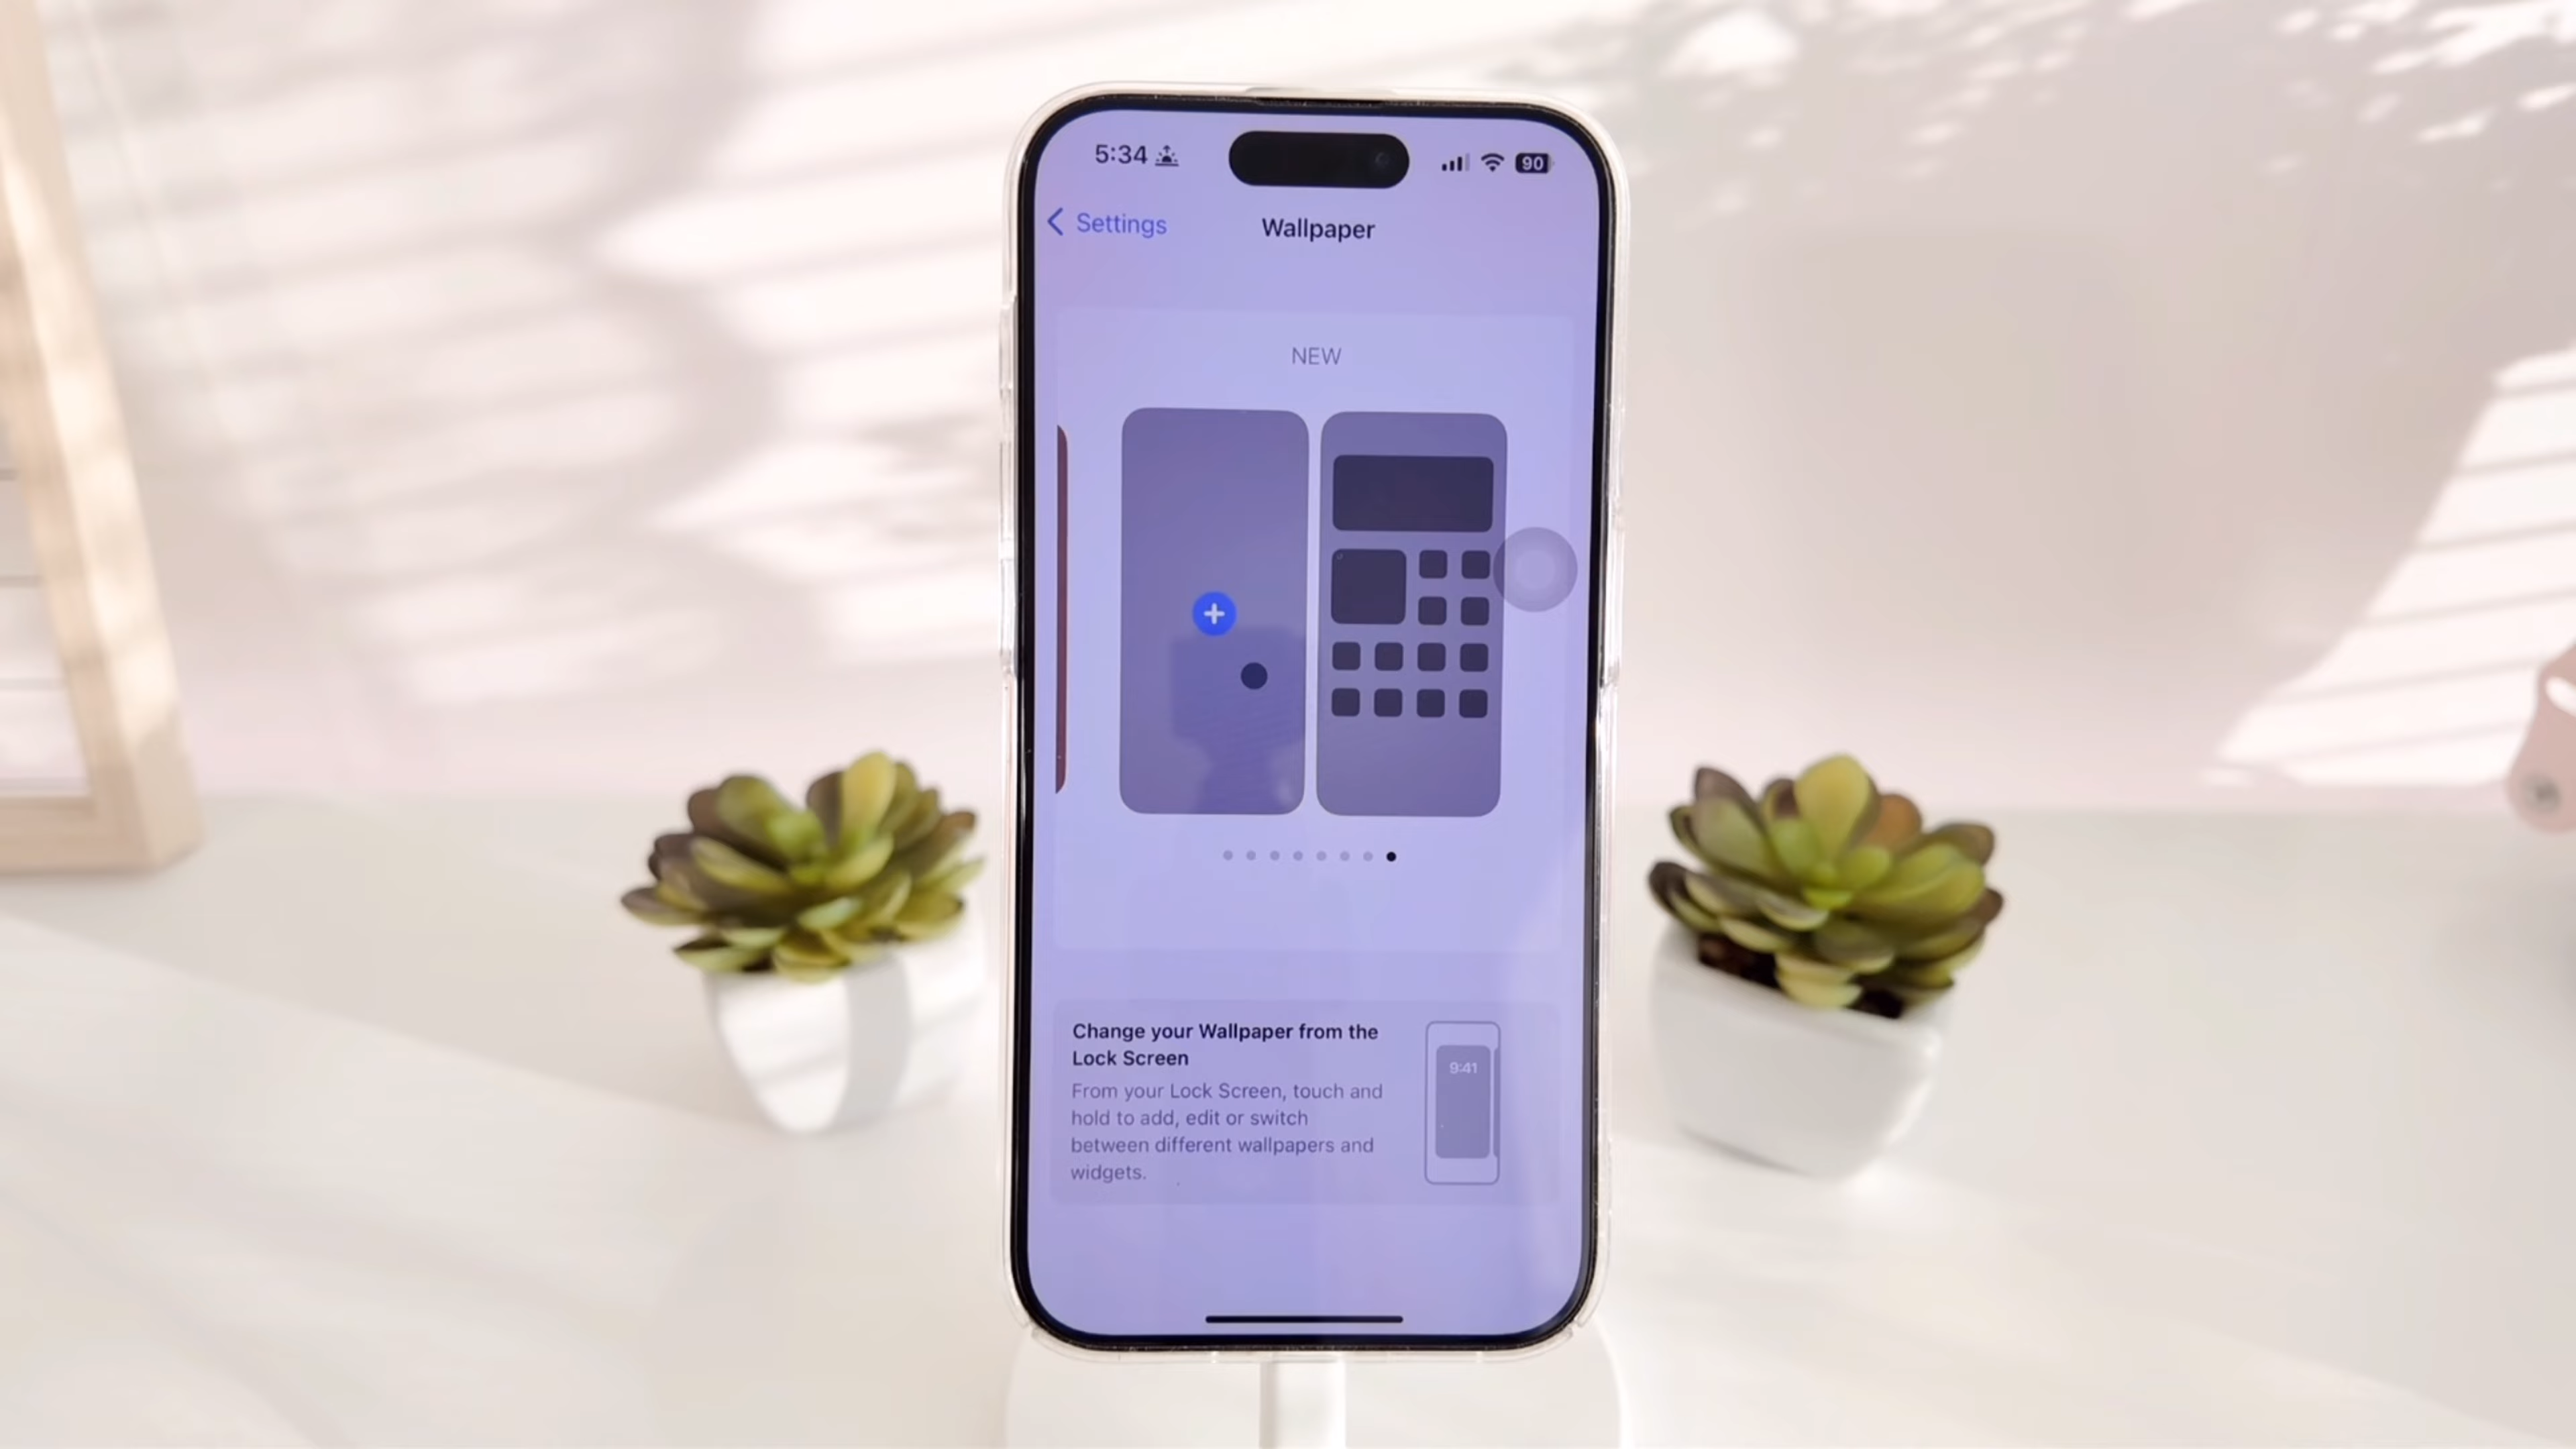 5:34
90
Settings
Wallpaper
NEW
Change your Wallpaper from the
Lock Screen
From your Lock Screen, touch and
hold to add, edit or switch
between different wallpapers and
widgets.
9:41